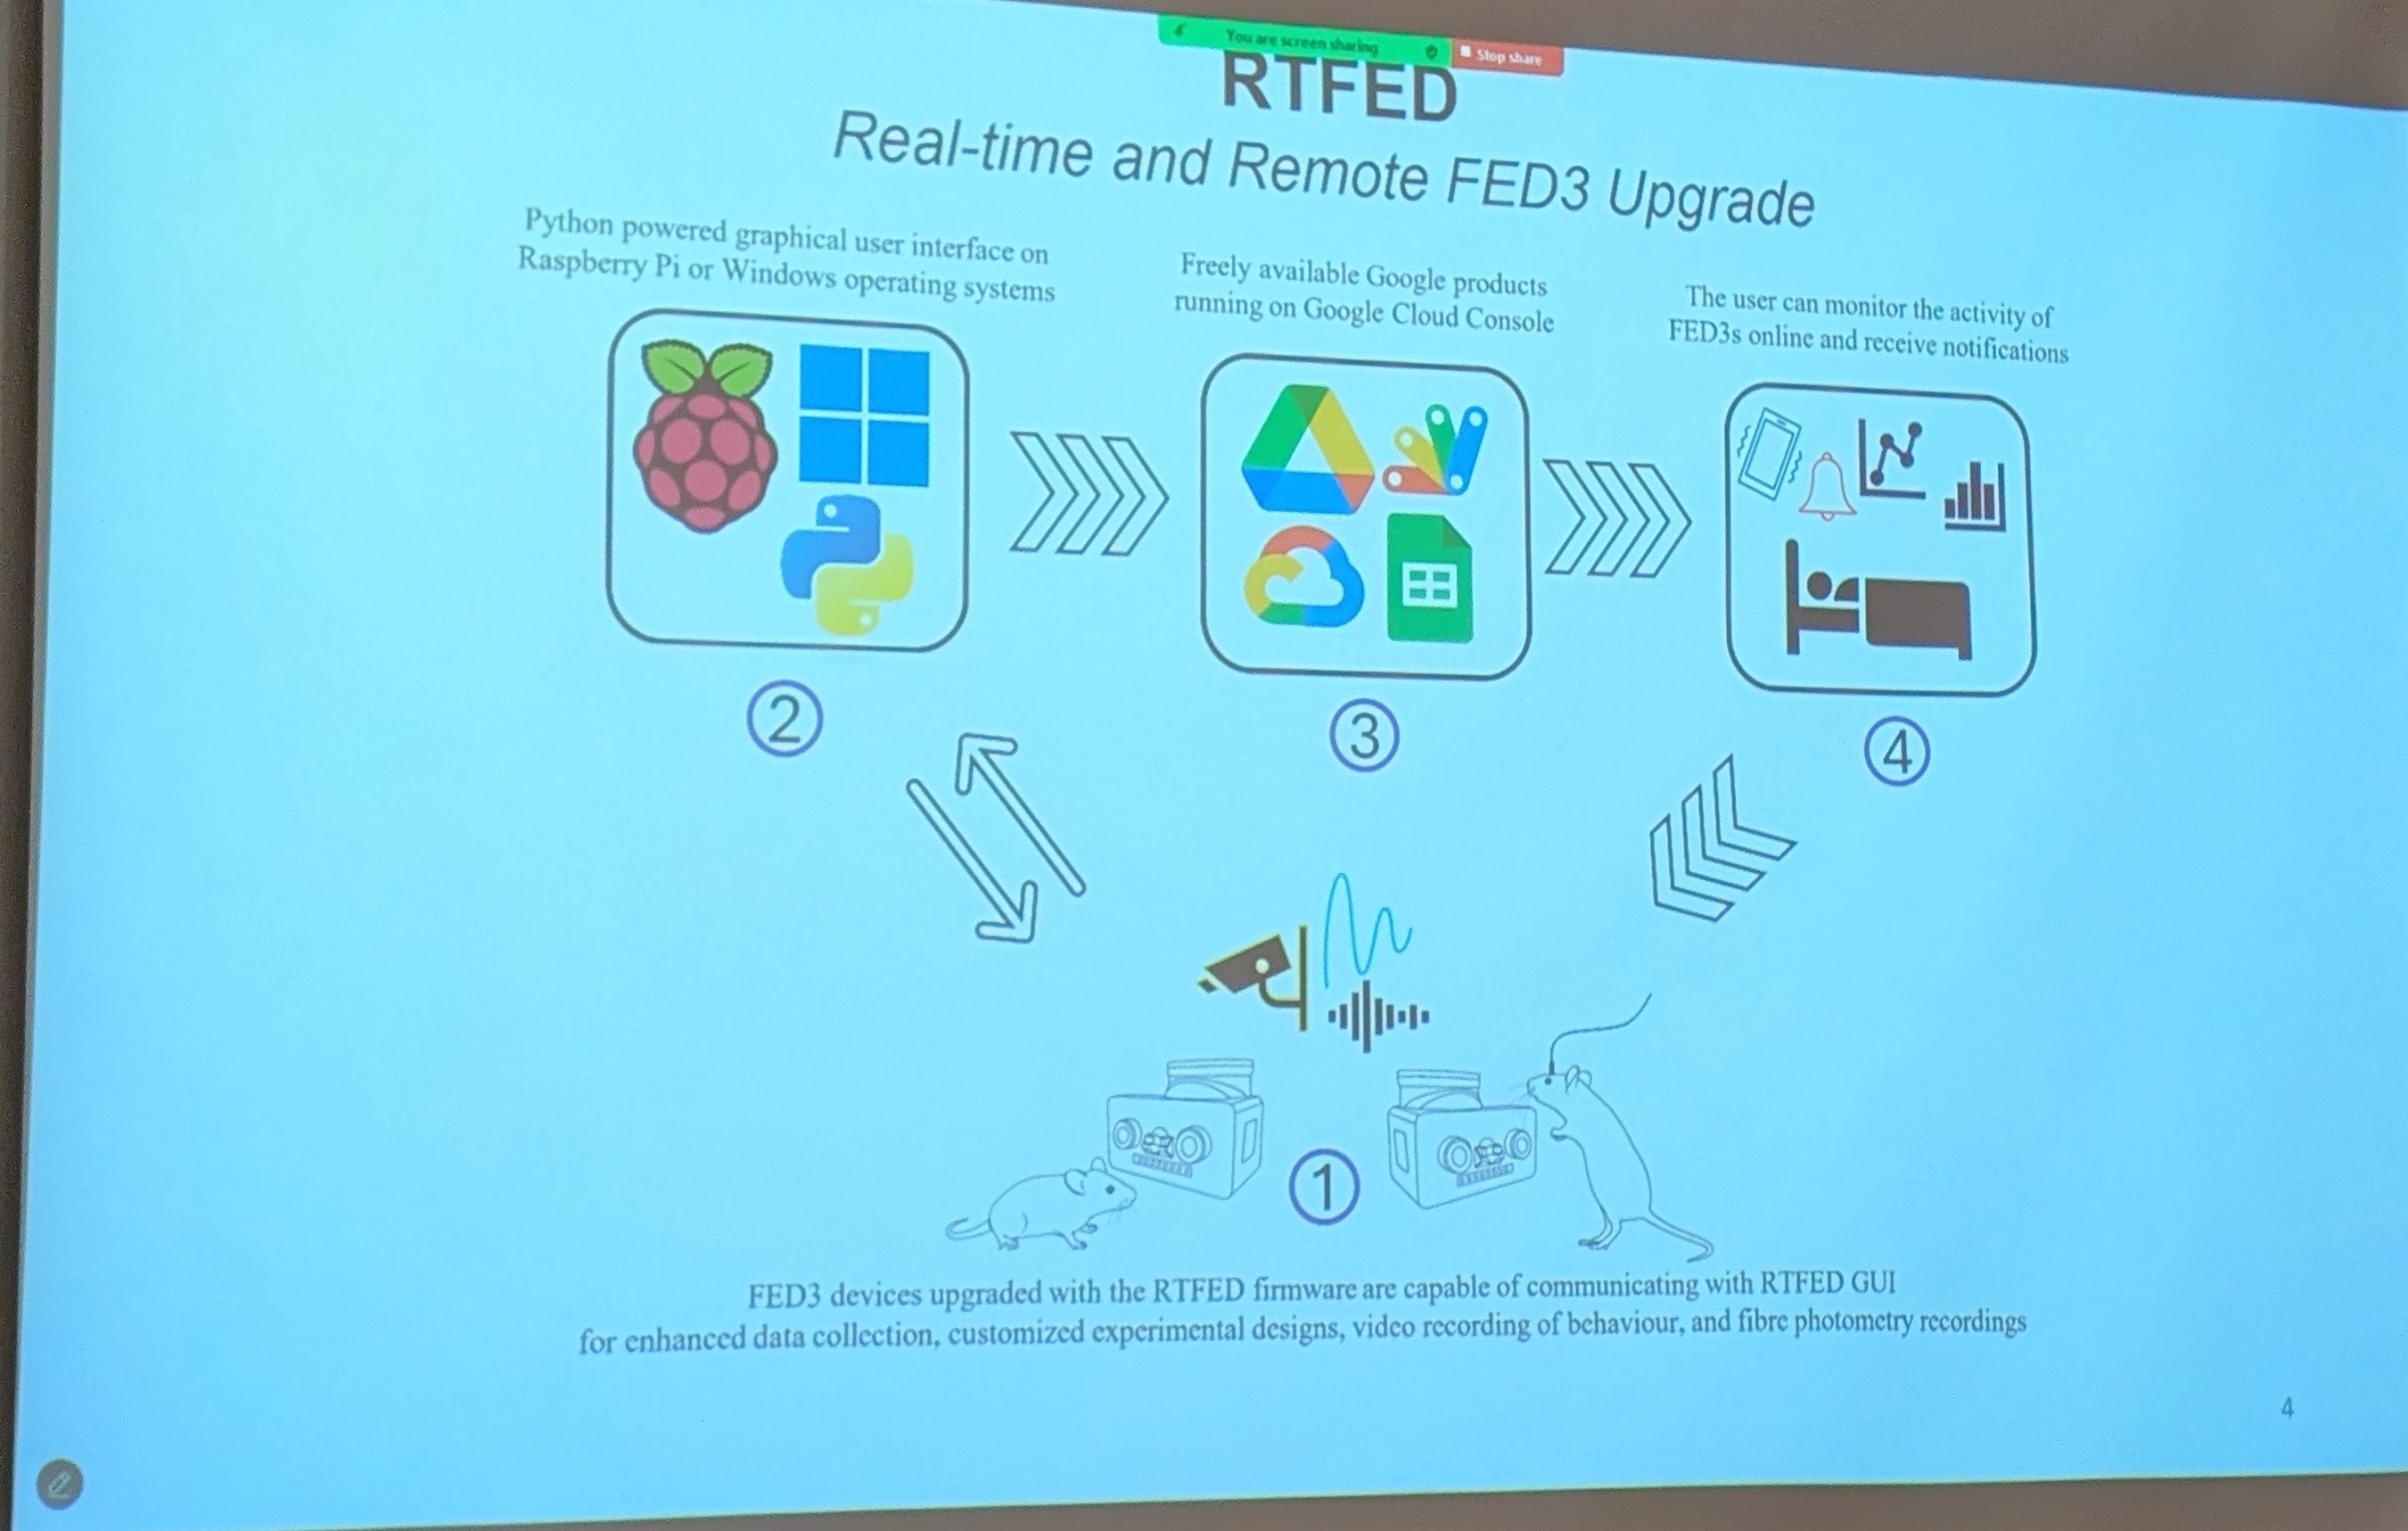 You are screen sharing
Stop share
RTFED
Real-time and Remote FED3 Upgrade
Python powered graphical user interface on
Raspberry Pi or Windows operating systems
Freely available Google products
running on Google Cloud Console
The user can monitor the activity of
FED3s online and receive notifications
2
3
4
1
FED3 devices upgraded with the RTFED firmware are capable of communicating with RTFED GUI
for enhanced data collection, customized experimental designs, video recording of behaviour, and fibre photometry recordings
4